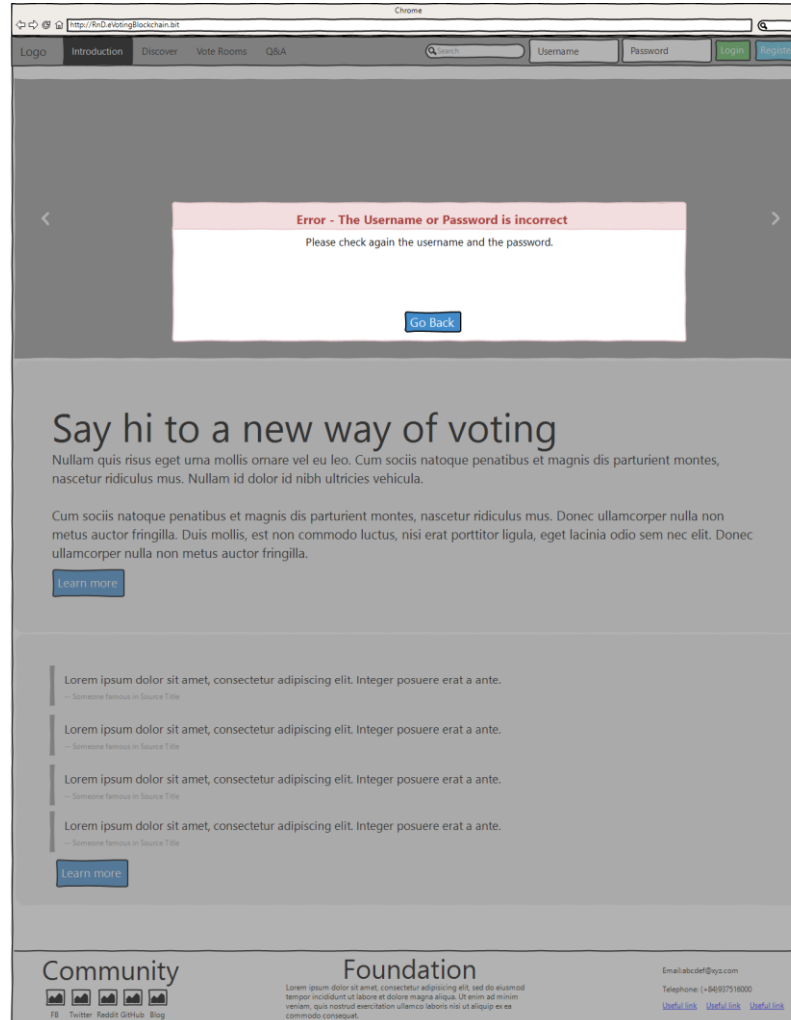 Chrome
http://RnD.eVotingBlockchain.bit
Logo Introduction Discover Vote Rooms Q&A Search Username Password Login Registe
Error - The Username or Password is incorrect
Please check again the username and the password.
Go Back
Say hi to a new way of voting
Nullam quis risus eget urna mollis ornare vel eu leo. Cum sociis natoque penatibus et magnis dis parturient montes,
nascetur ridiculus mus. Nullam id dolor id nibh ultricies vehicula.
Cum sociis natoque penatibus et magnis dis parturient montes, nascetur ridiculus mus. Donec ullamcorper nulla non
metus auctor fringilla. Duis mollis, est non commodo luctus, nisi erat porttitor ligula, eget lacinia odio sem nec elit. Donec
ullamcorper nulla non metus auctor fringilla.
Learn more
Lorem ipsum dolor sit amet, consectetur adipiscing elit. Integer posuere erat a ante.
— Someone famous in Source Title
Lorem ipsum dolor sit amet, consectetur adipiscing elit. Integer posuere erat a ante.
— Someone famous in Source Title
Lorem ipsum dolor sit amet, consectetur adipiscing elit. Integer posuere erat a ante.
— Someone famous in Source Title
Lorem ipsum dolor sit amet, consectetur adipiscing elit. Integer posuere erat a ante.
— Someone famous in Source Title
Learn more
Community
FB Twitter Reddit GitHub Blog
Foundation
Lorem ipsum dolor sit amet, consectetur adipisicing elit, sed do eiusmod
tempor incididunt ut labore et dolore magna aliqua. Ut enim ad minim
veniam, quis nostrud exercitation ullamco laboris nisi ut aliquip ex ea
commodo consequat.
Email:abcdef@xyz.com
Telephone: (+84)937516000
Useful link Useful link Useful link